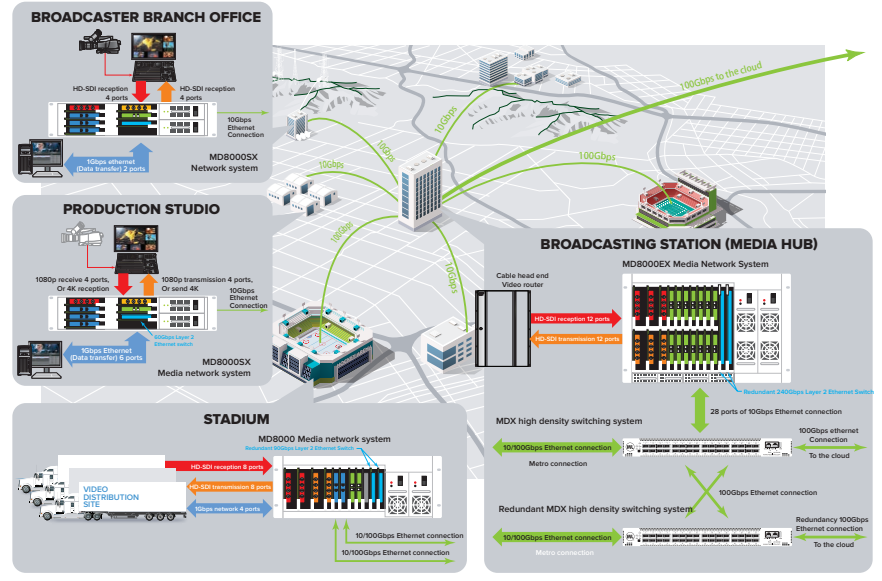 BROADCASTER BRANCH OFFICE
HD-SDI reception
4 ports
HD-SDI reception
4 ports
10Gbps
Ethernet
Connection
1Gbps ethernet
(Data transfer) 2 ports
MD8000SX
Network system
PRODUCTION STUDIO
1080p receive 4 ports,
Or 4K reception
1080p transmission 4 ports,
Or send 4K
10Gbps
Ethernet
Connection
60Gbps Layer 2
Ethernet switch
1Gbps Ethernet
(Data transfer) 6 ports
MD8000SX
Media network system
100Gbps to the cloud
10Gbps
10Gbps
10Gbps
100Gbps
100Gbps
10Gbps
BROADCASTING STATION (MEDIA HUB)
MD8000EX Media Network System
Cable head end
Video router
HD-SDI reception 12 ports
HD-SDI transmission 12 ports
Redundant 240Gbps Layer 2 Ethernet Switch
28 ports of 10Gbps Ethernet connection
MDX high density switching system
100Gbps ethernet
Connection
10/100Gbps Ethernet connection
To the cloud
Metro connection
100Gbps Ethernet connection
Redundant MDX high density switching system
Redundancy 100Gbps
Ethernet connection
10/100Gbps Ethernet connection
To the cloud
Metro connection
STADIUM
MD8000 Media network system
Redundant 50Gbps Layer 2 Ethernet Switch
HD-SDI reception 8 ports
HD-SDI transmission 8 ports
1Gbps network 4 ports
VIDEO
DISTRIBUTION
SITE
10/100Gbps Ethernet connection
10/100Gbps Ethernet connection